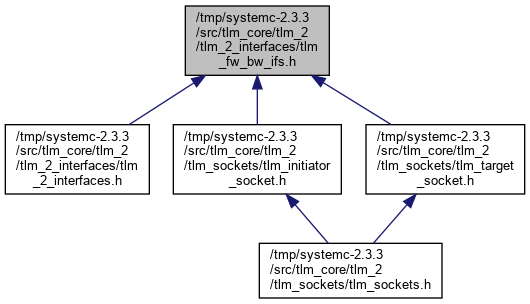 /tmp/systemc-2.3.3
/src/tlm_core/tlm_2
/tlm_2_interfaces/tlm
_fw_bw_ifs.h
/tmp/systemc-2.3.3
/src/tlm_core/tlm_2
/tlm_2_interfaces/tlm
_2_interfaces.h
/tmp/systemc-2.3.3
/src/tlm_core/tlm_2
/tlm_sockets/tlm_initiator
_socket.h
/tmp/systemc-2.3.3
/src/tlm_core/tlm_2
/tlm_sockets/tlm_target
_socket.h
/tmp/systemc-2.3.3
/src/tlm_core/tlm_2
/tlm_sockets/tlm_sockets.h